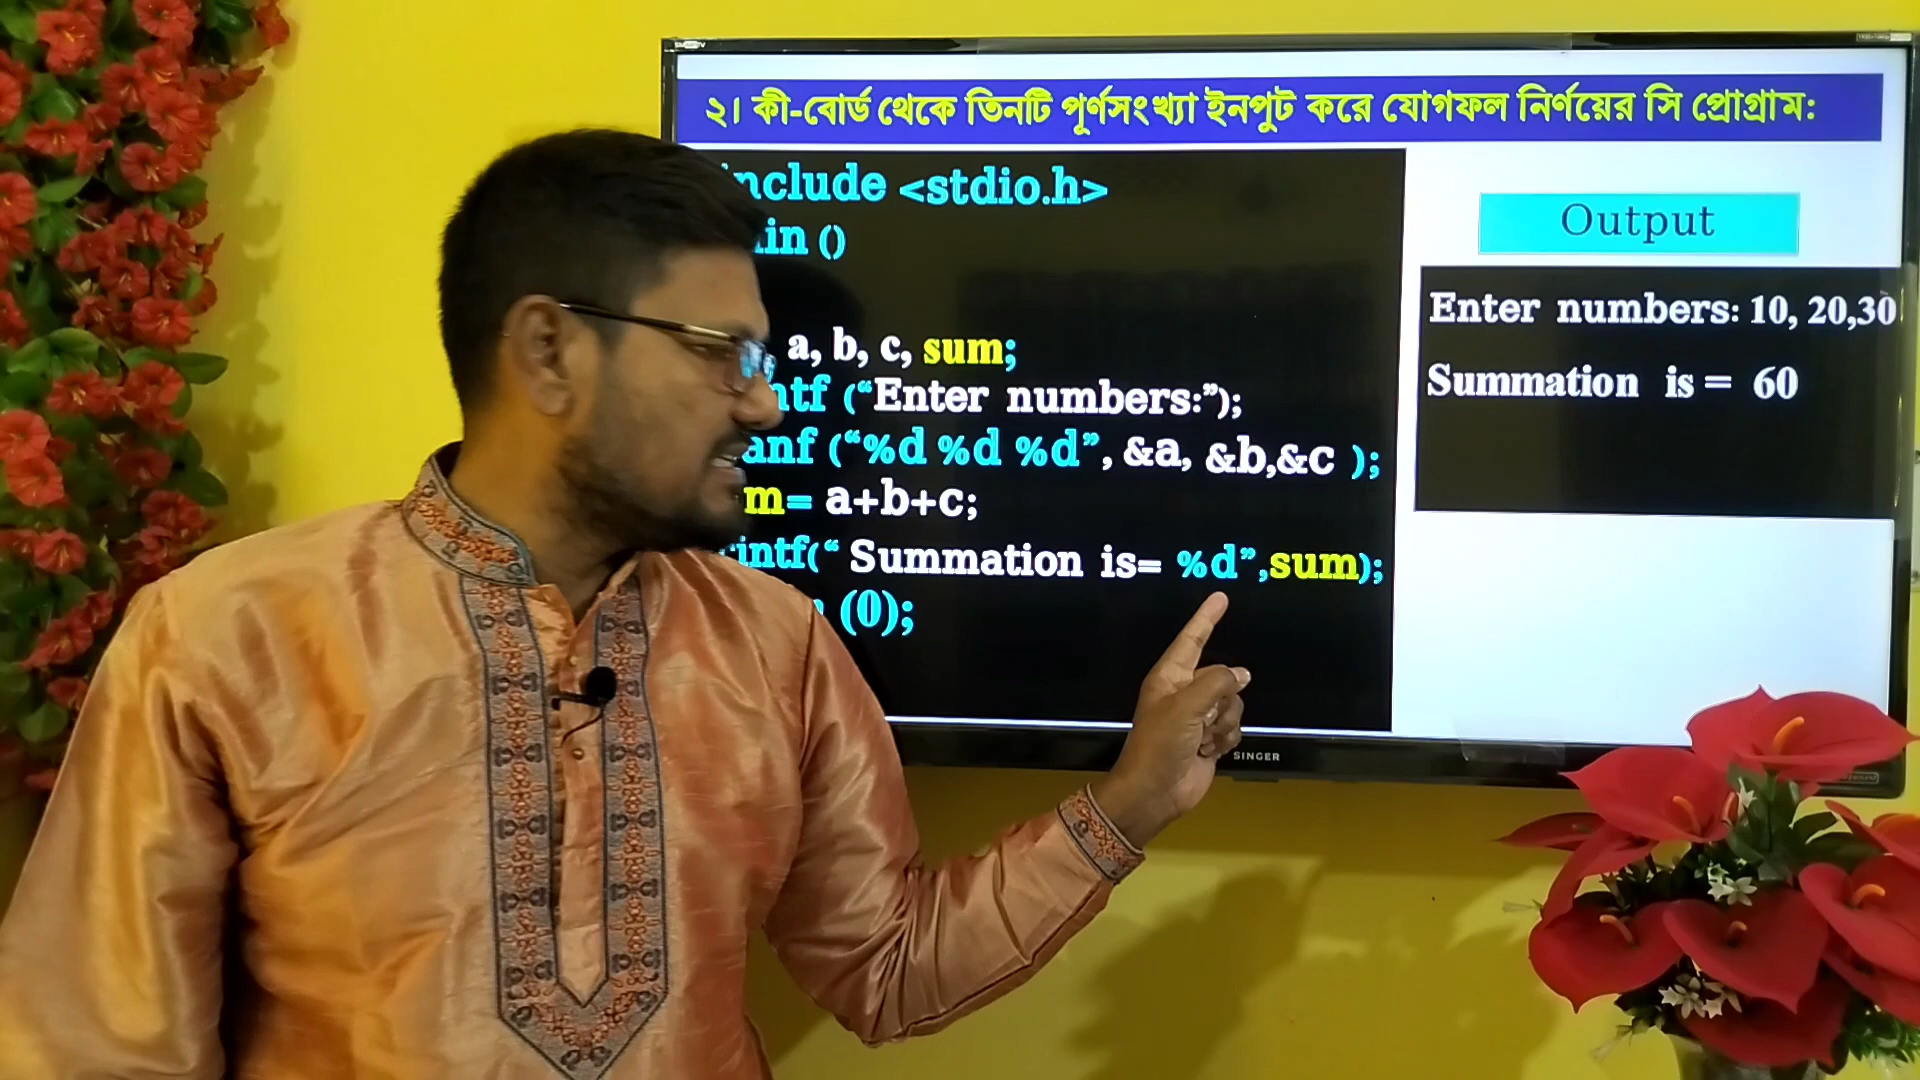 ২। কী-বোর্ড থেকে তিনটি পূর্ণসংখ্যা ইনপুট করে যোগফল নির্ণয়ের সি প্রোগ্রাম:
nclude <stdio.h>
in ()
a, b, c, sum;
ntf (“Enter numbers:”);
anf (“%d %d %d”, &a, &b,&c );
m= a+b+c;
intf(“ Summation is= %d”,sum);
(0);
Output
Enter numbers: 10, 20,30
Summation is = 60
SINGER